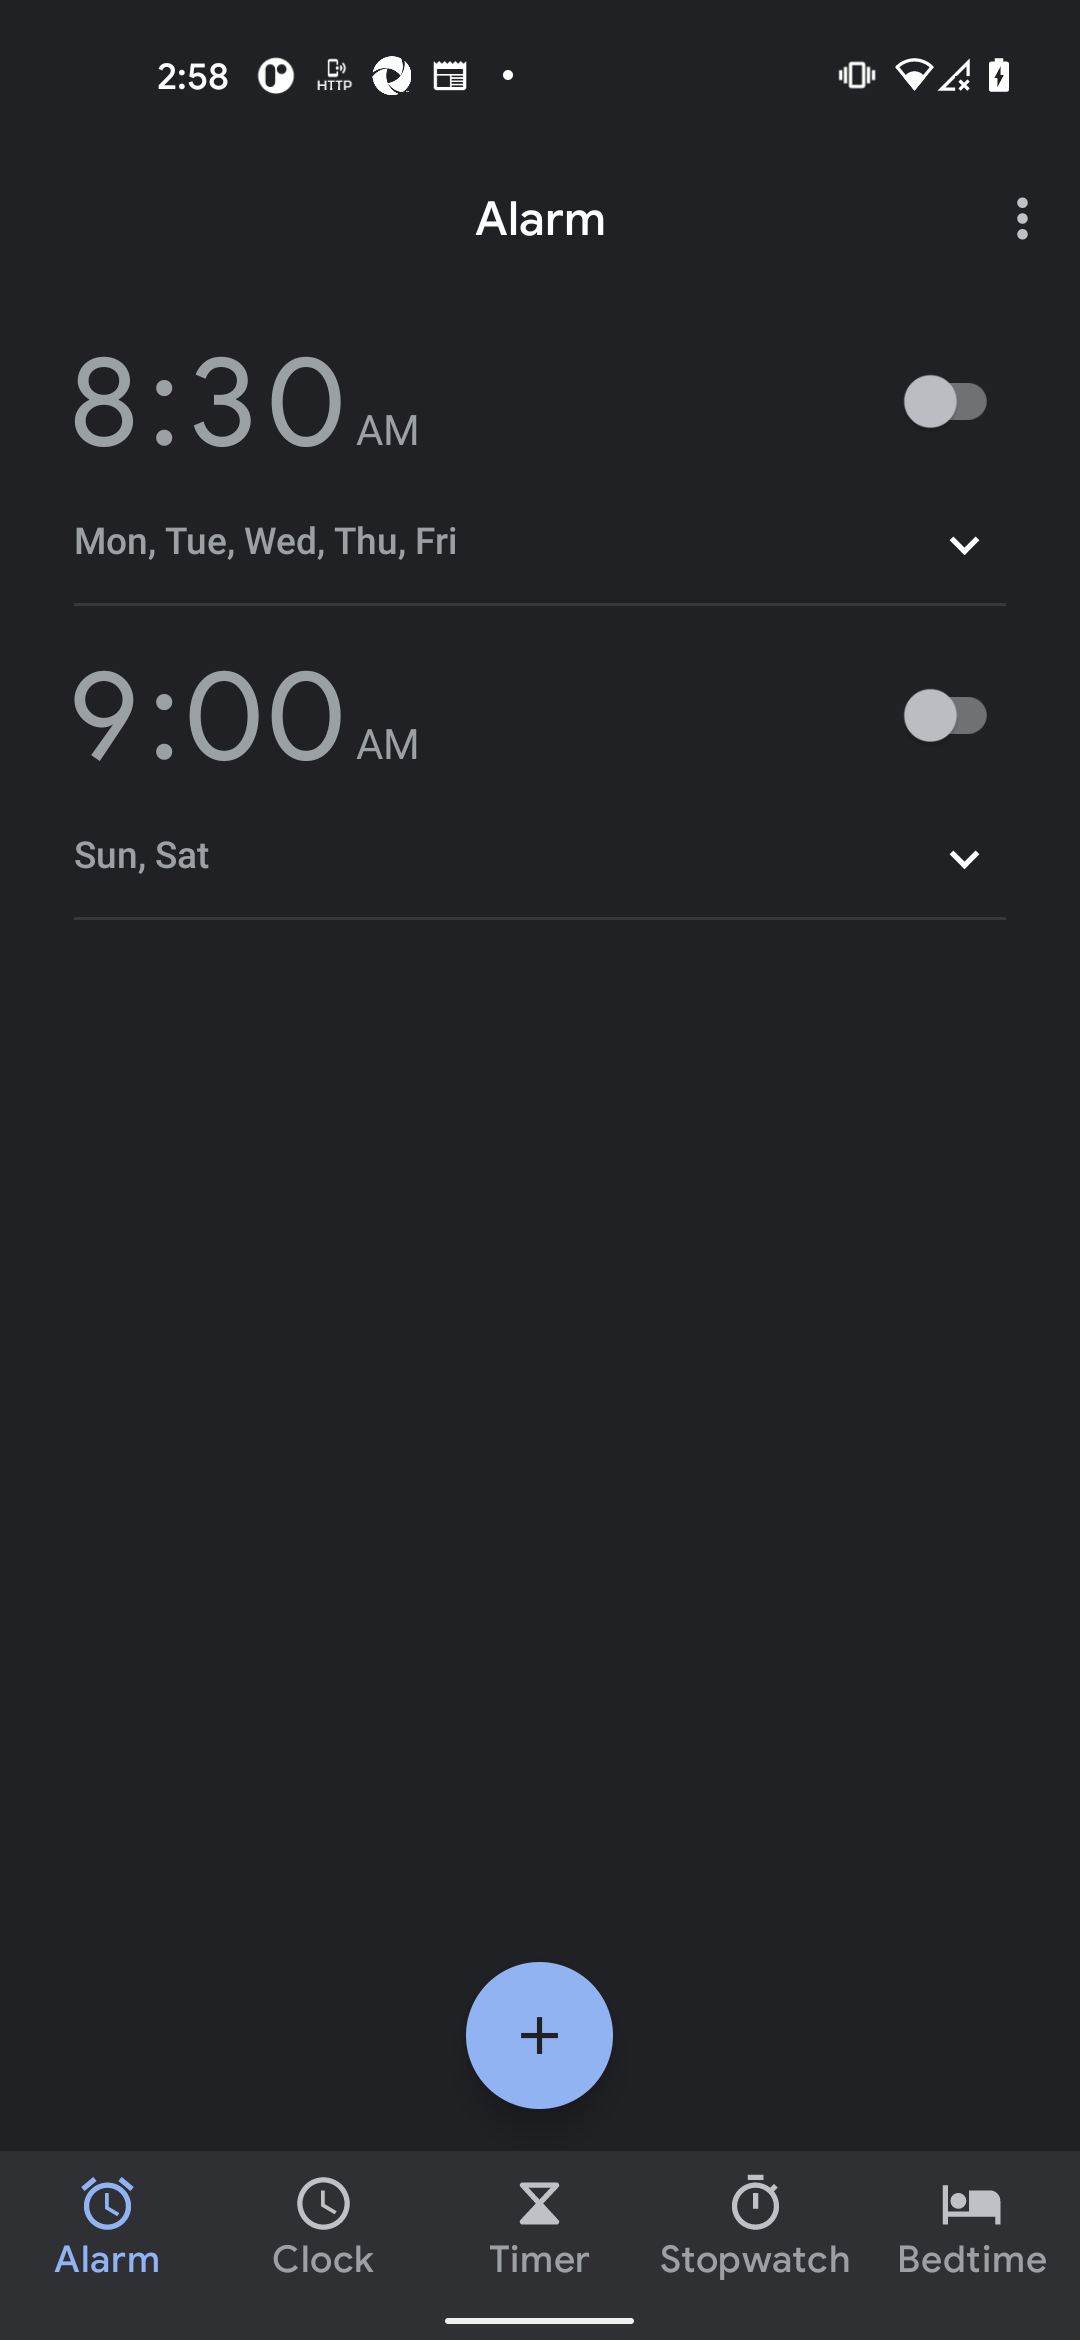 2:58 HTTP
Alarm
8:30 AM
Mon, Tue, Wed, Thu, Fri
9:00 AM
Sun, Sat
Alarm Clock Timer Stopwatch Bedtime